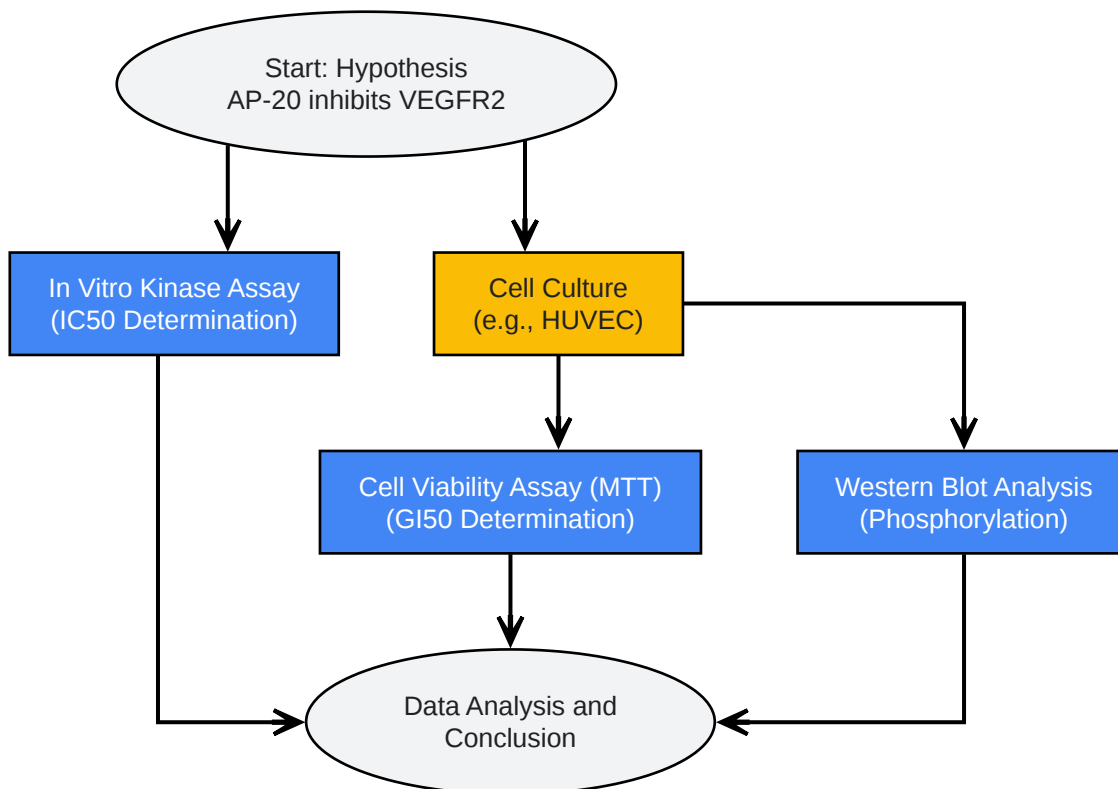 Start: Hypothesis
AP-20 inhibits VEGFR2
In Vitro Kinase Assay
(IC50 Determination)
Cell Culture
(e.g., HUVEC)
Cell Viability Assay (MTT)
(GI50 Determination)
Western Blot Analysis
(Phosphorylation)
Data Analysis and
Conclusion